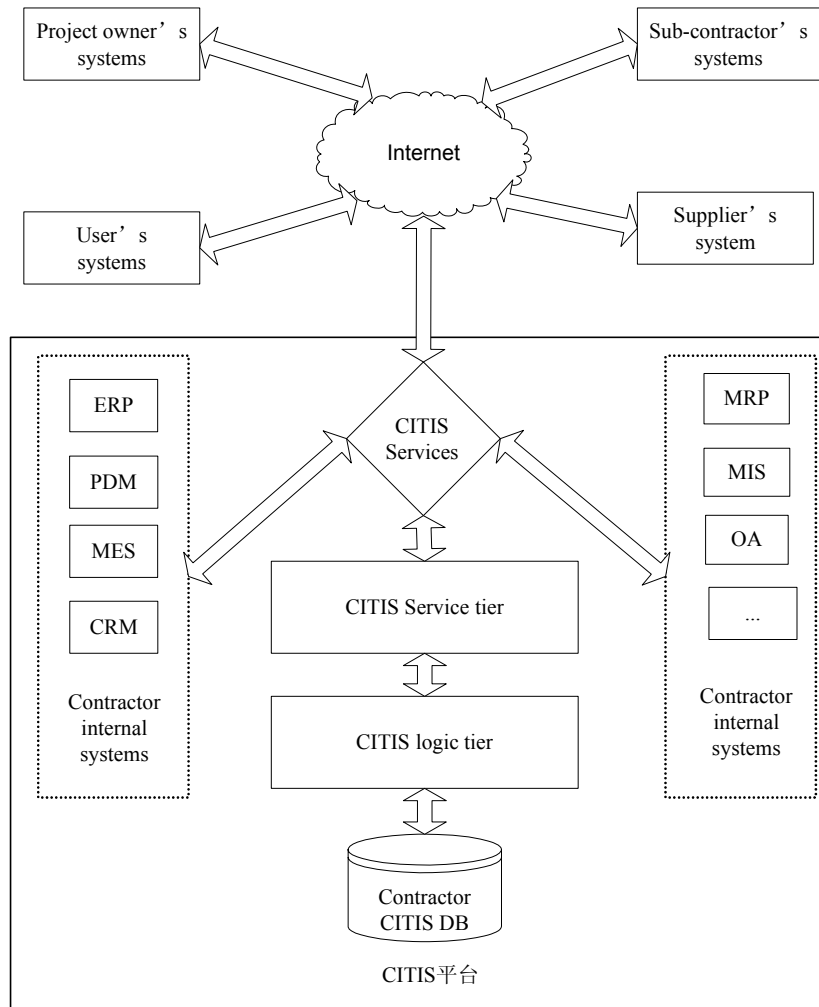 Project owner’s
systems
Sub-contractor’s
systems
Internet
User’s
systems
Supplier’s
system
ERP
PDM
MES
CRM
Contractor
internal
systems
CITIS
Services
CITIS Service tier
CITIS logic tier
Contractor
CITIS DB
MRP
MIS
OA
...
Contractor
internal
systems
CITIS平台